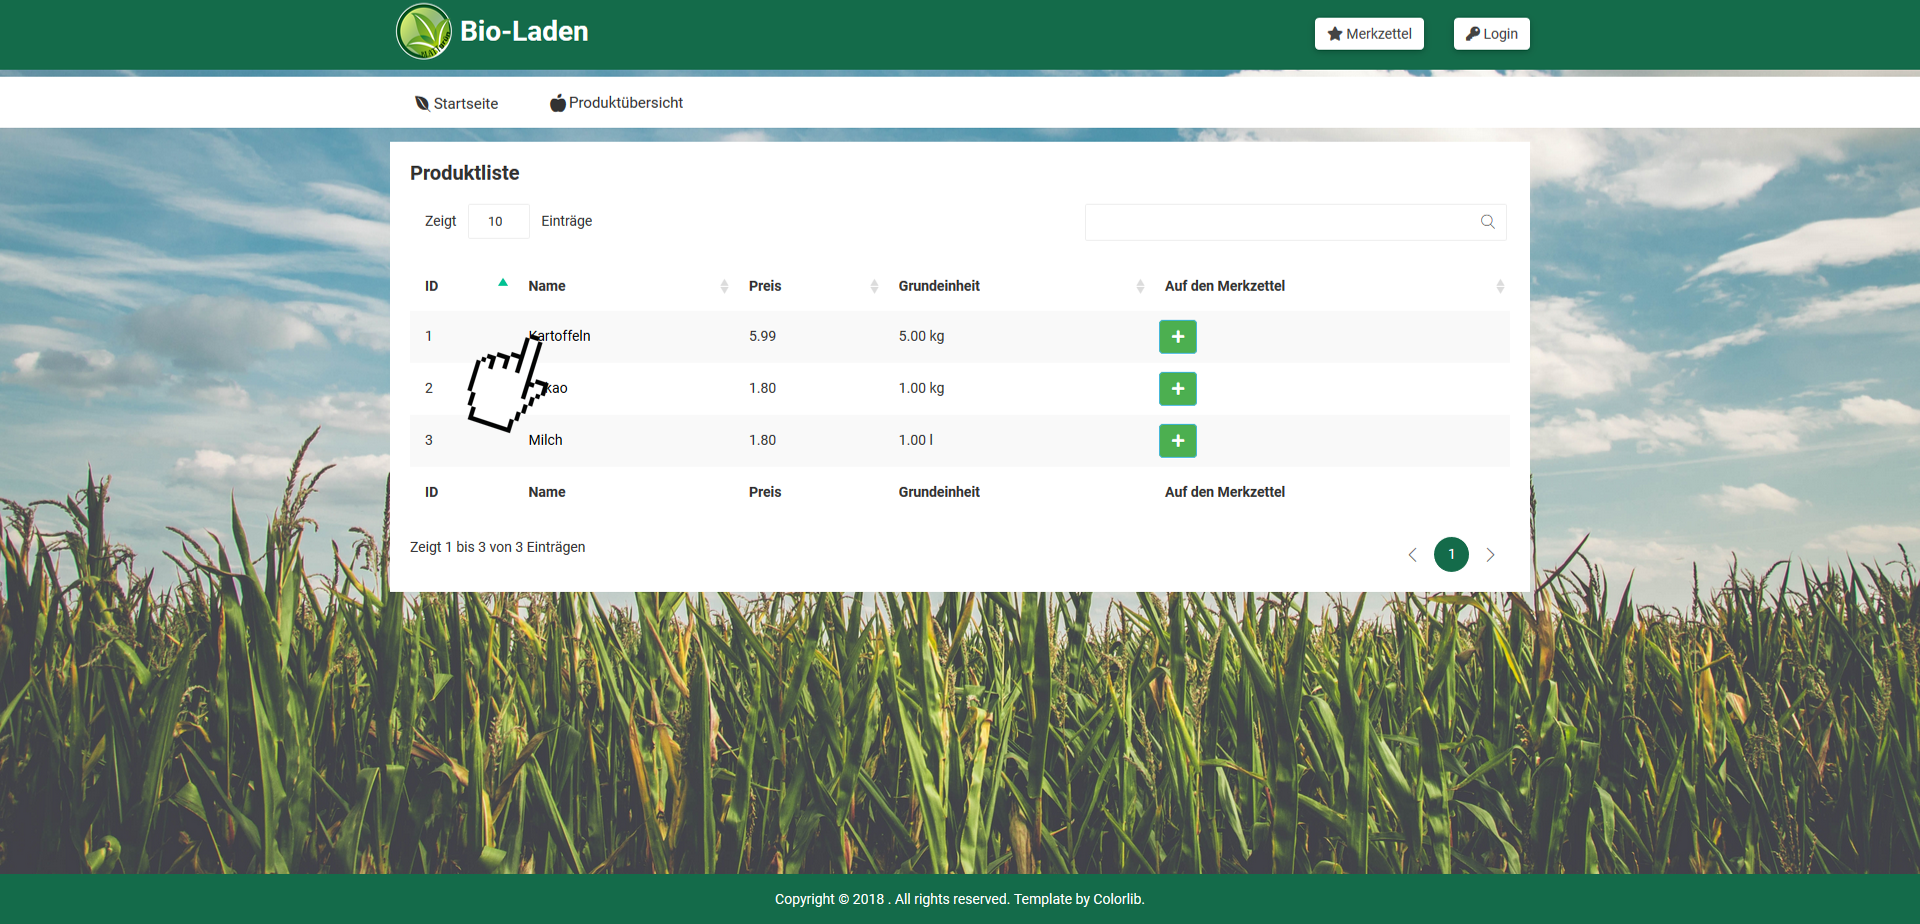 Bio-Laden
Merkzettel
Login
Startseite
Produktübersicht
Produktliste
Zeigt 10 Einträge
ID Name Preis Grundeinheit Auf den Merkzettel
1 Kartoffeln 5.99 5.00 kg
2 kao 1.80 1.00 kg
3 Milch 1.80 1.00 l
ID Name Preis Grundeinheit Auf den Merkzettel
Zeigt 1 bis 3 von 3 Einträgen
1
Copyright © 2018 . All rights reserved. Template by Colorlib.